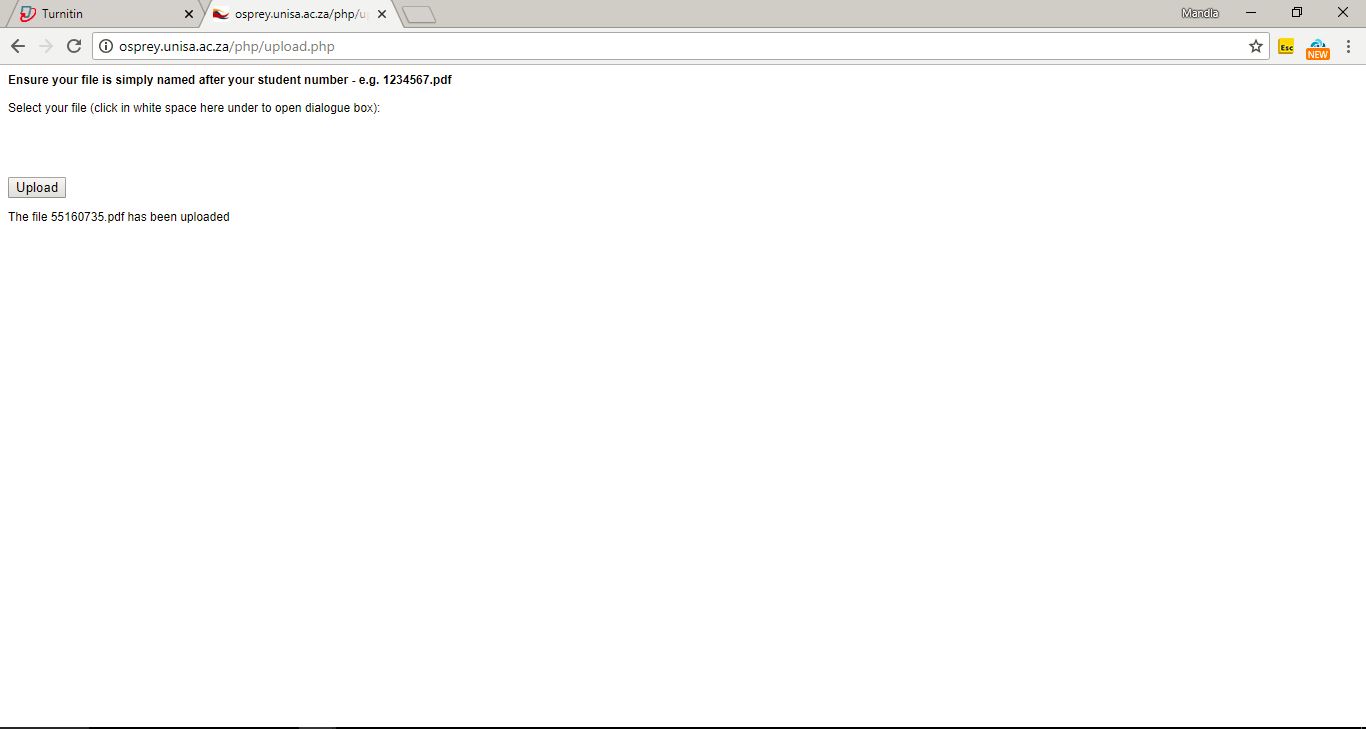 Turnitin
osprey.unisa.ac.za/php/u
Mandla
osprey.unisa.ac.za/php/upload.php
Esc
NEW
Ensure your file is simply named after your student number - e.g. 1234567.pdf
Select your file (click in white space here under to open dialogue box):
Upload
The file 55160735.pdf has been uploaded